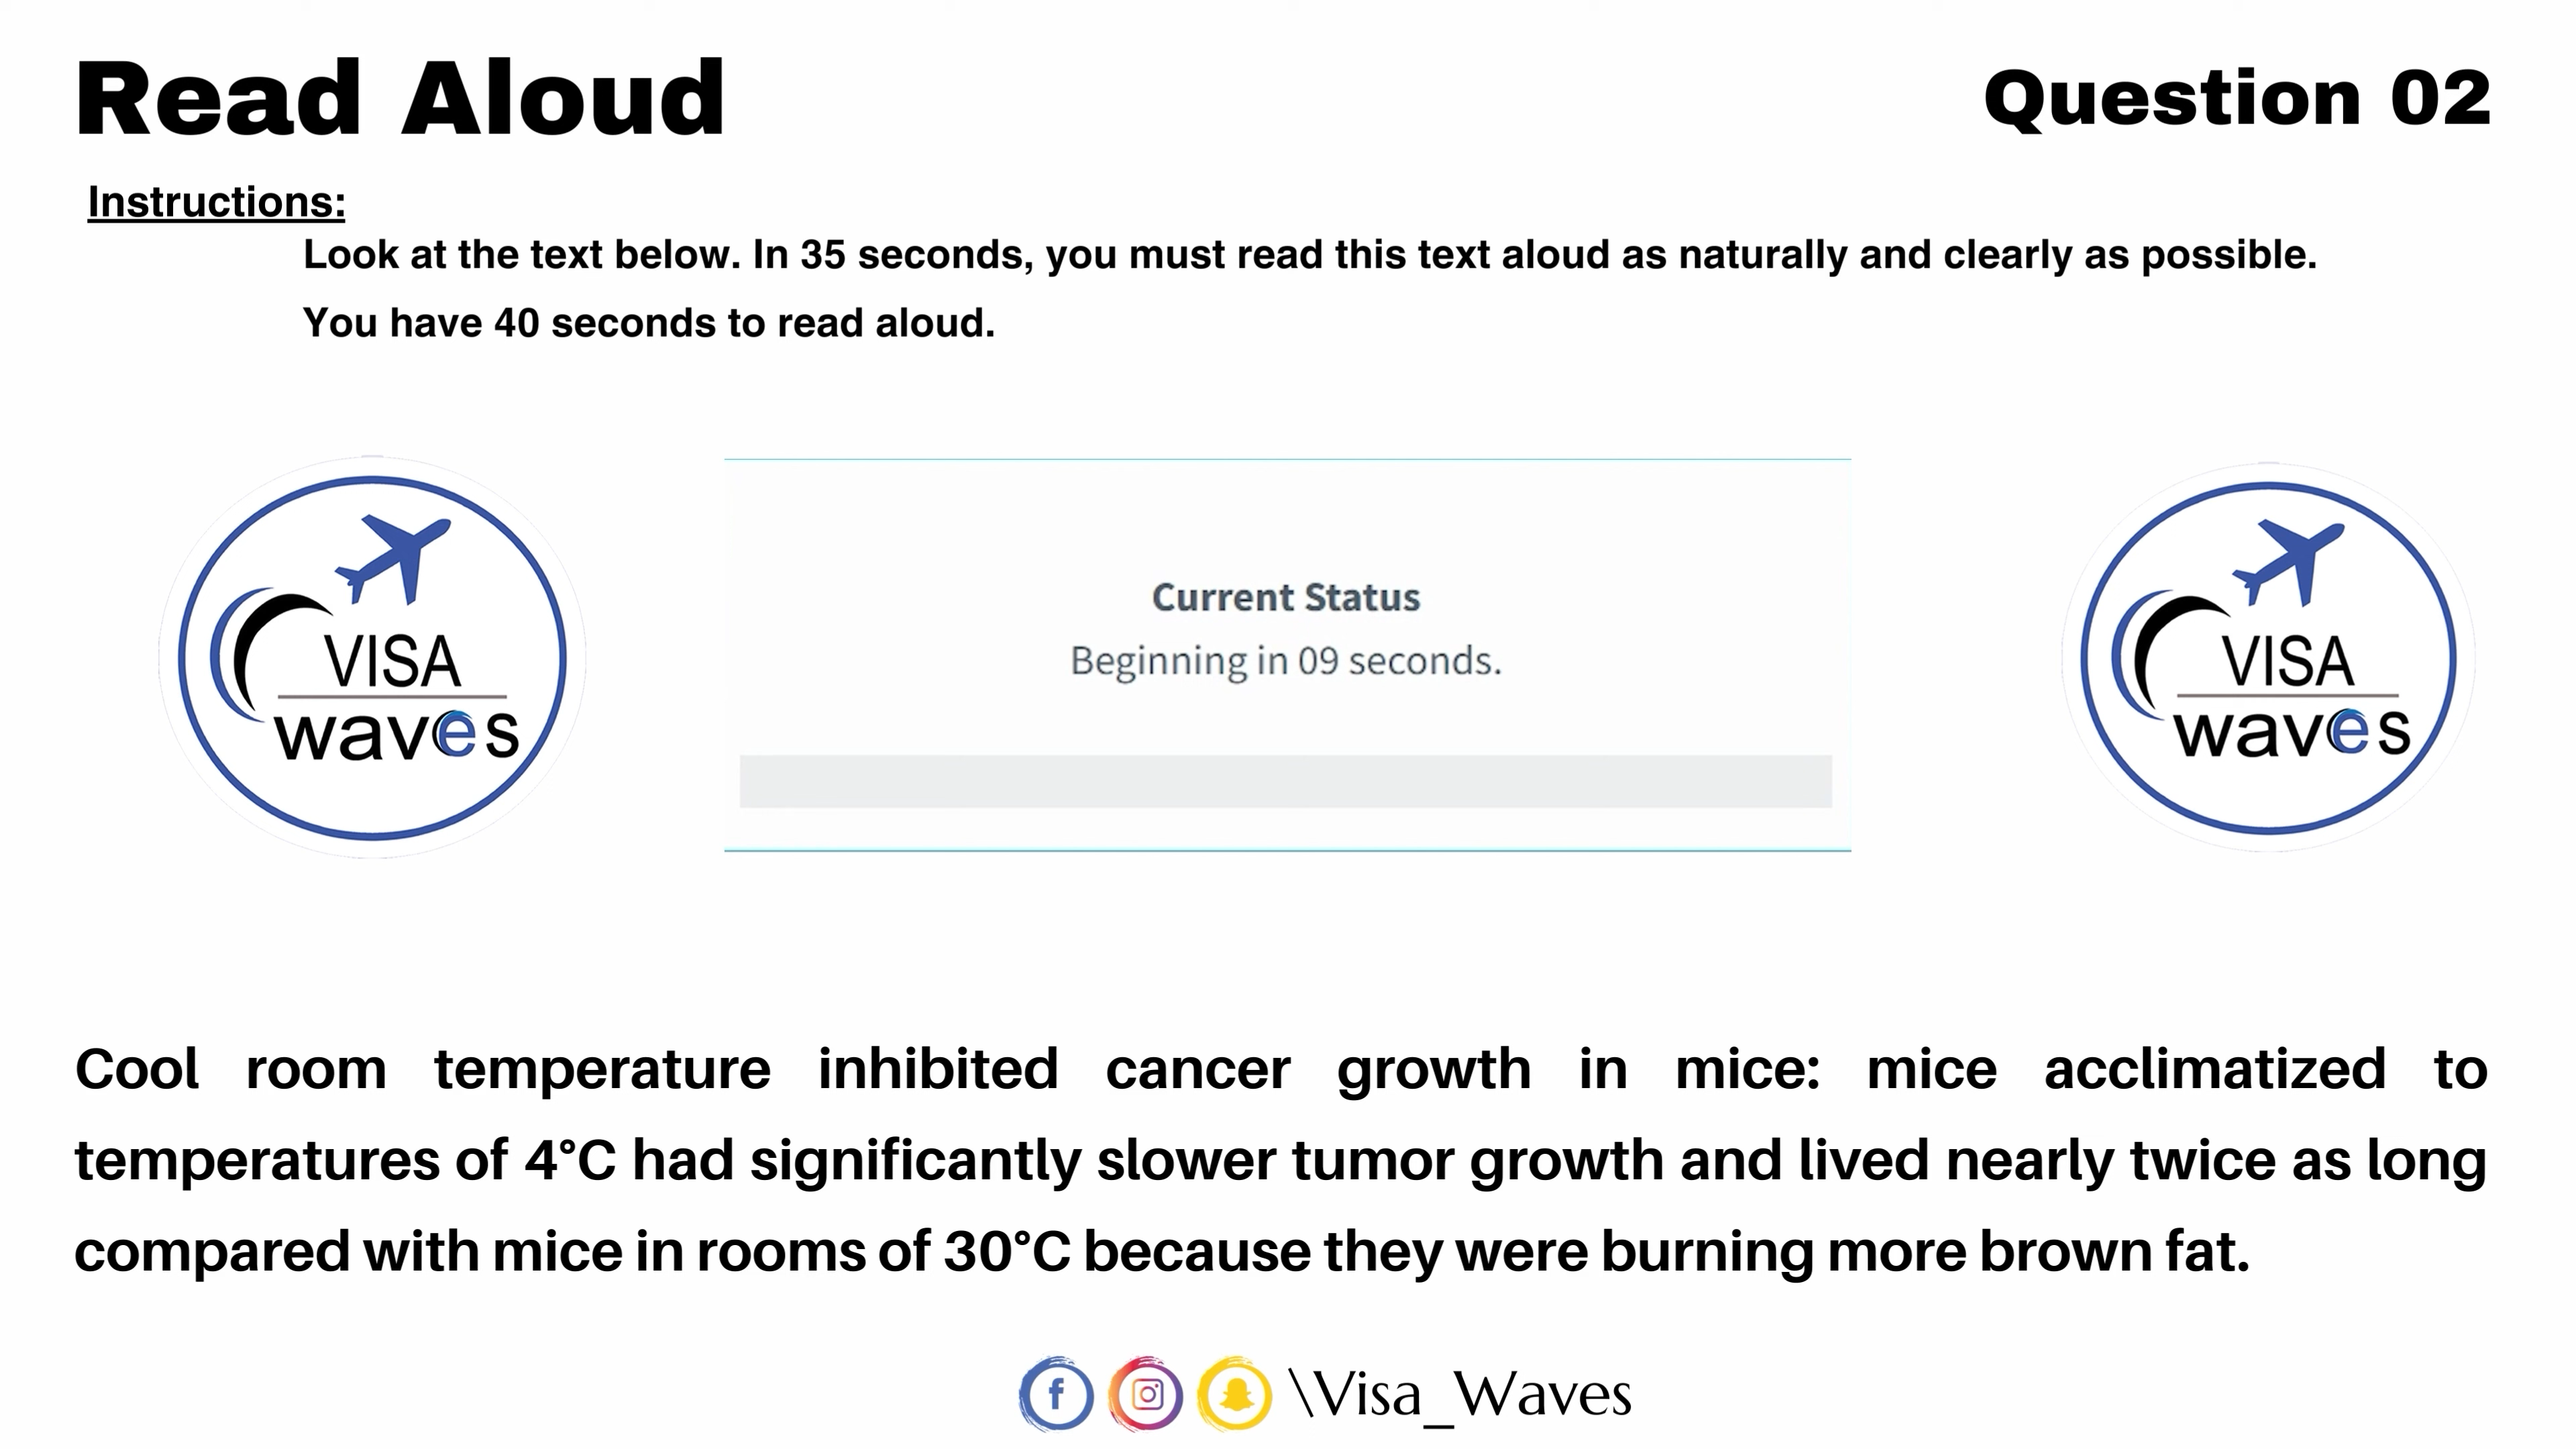 Read Aloud
Question 02
Instructions:
Look at the text below. In 35 seconds, you must read this text aloud as naturally and clearly as possible.
You have 40 seconds to read aloud.
VISA
waves
Current Status
Beginning in 09 seconds.
VISA
waves
Cool room temperature inhibited cancer growth in mice: mice acclimatized to
temperatures of 4°C had significantly slower tumor growth and lived nearly twice as long
compared with mice in rooms of 30°C because they were burning more brown fat.
\Visa_Waves